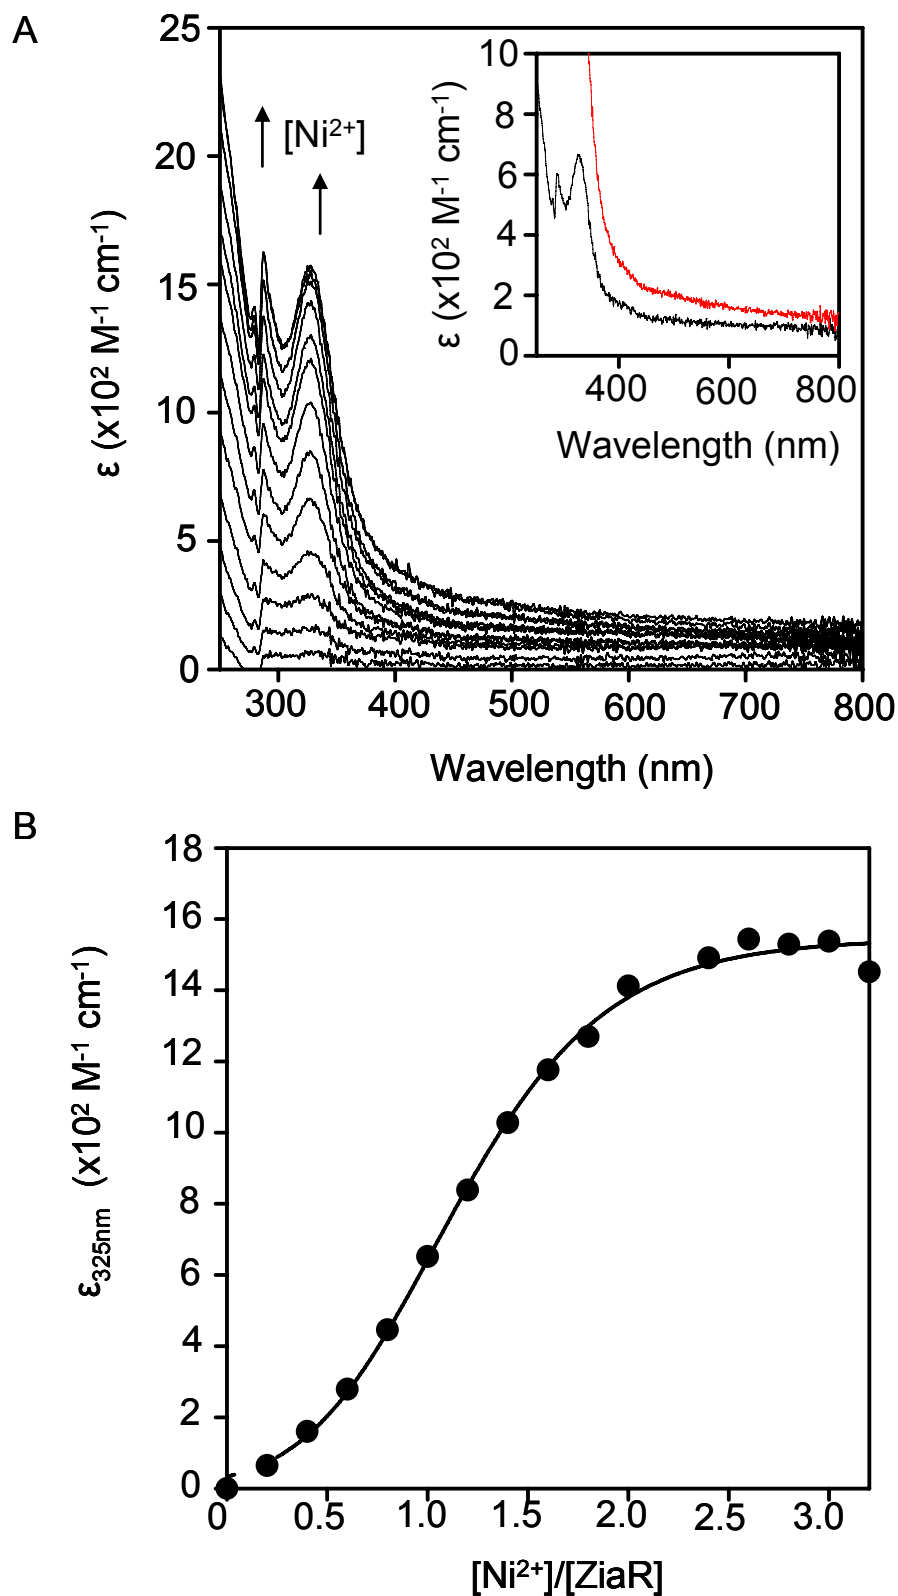 A
25
20
15
10
5
0
ε (x10² M⁻¹ cm⁻¹)
[Ni²⁺]
300 400 500 600 700 800
Wavelength (nm)
10
8
6
4
2
0
ε (x10² M⁻¹ cm⁻¹)
400 600 800
Wavelength (nm)
B
18
16
14
12
10
8
6
4
2
0
ε₃₂₅ₙₘ (x10² M⁻¹ cm⁻¹)
0 0.5 1.0 1.5 2.0 2.5 3.0
[Ni²⁺]/[ZiaR]